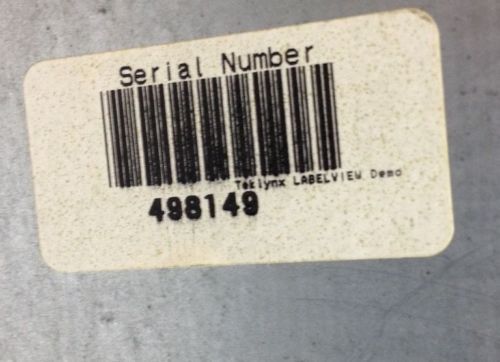 Serial Number
Teklynx LABELVIEW Demo
498149